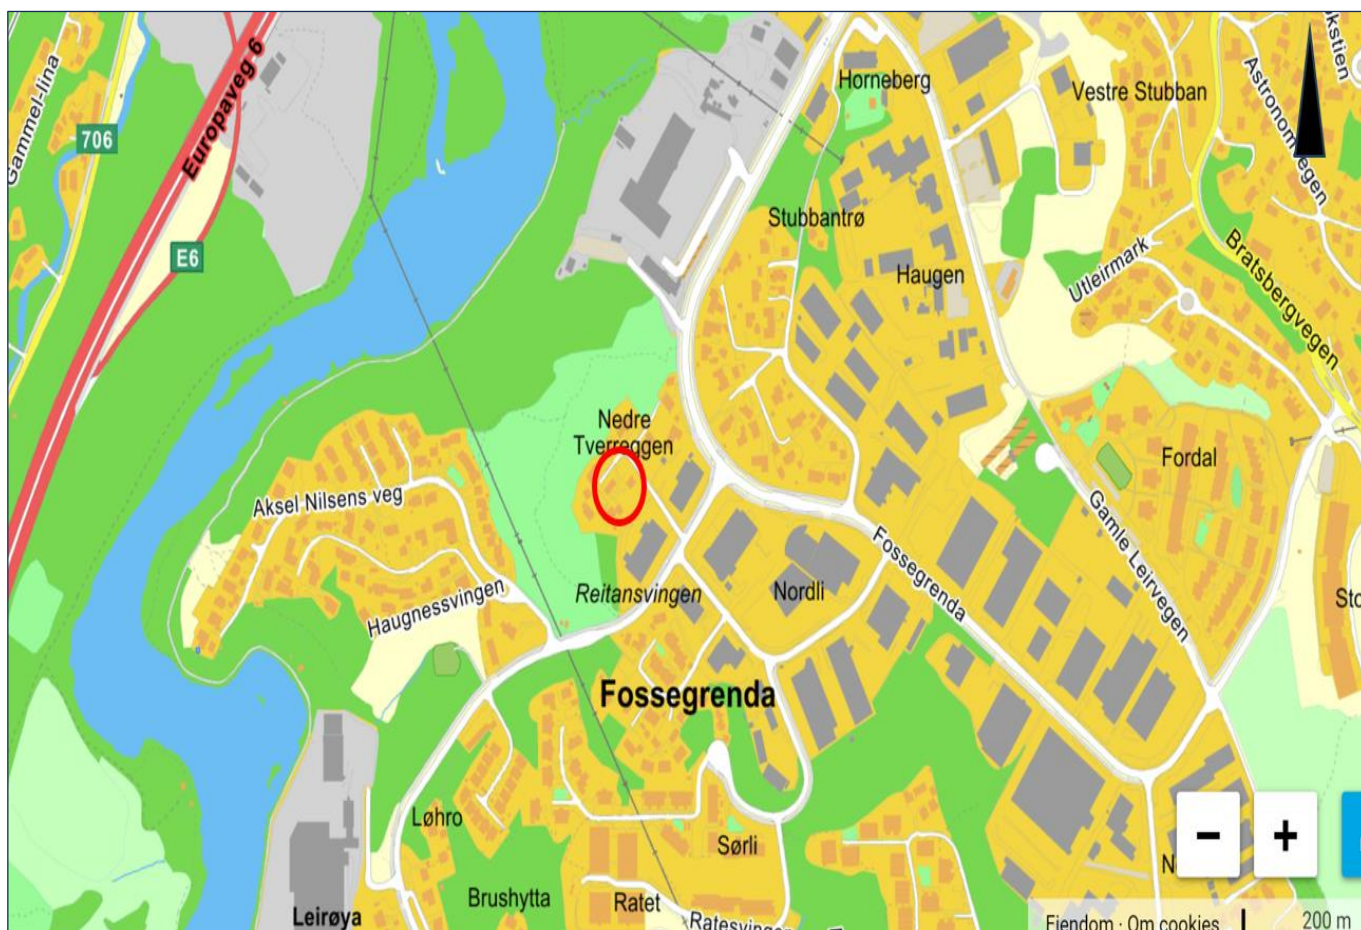 Gammel-lina
706
Europaveg 6
E6
Horneberg
Vestre Stubban
Astronomvegen
Stubbantrø
Haugen
Utleirmark
Bratsbergvegen
Nedre
Tverreggen
Fordal
Aksel Nilsens veg
Gamle Leirvegen
Fossegrenda
Reitansvingen
Nordli
Haugnessvingen
Fossegrenda
Løhro
Sørli
- +
Brushytta
Ratet
Leirøya
Eiendom · Om cookies
200 m